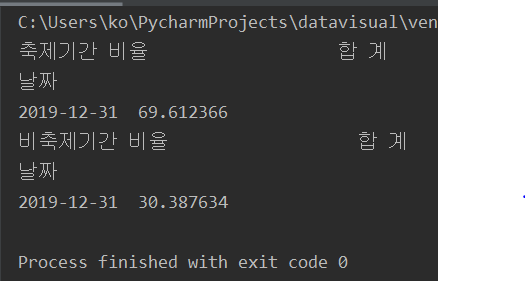 C:\Users\ko\PycharmProjects\datavisual\ven
축제기간 비율 합 계
날짜
2019-12-31 69.612366
비축제기간 비율 합 계
날짜
2019-12-31 30.387634
Process finished with exit code 0